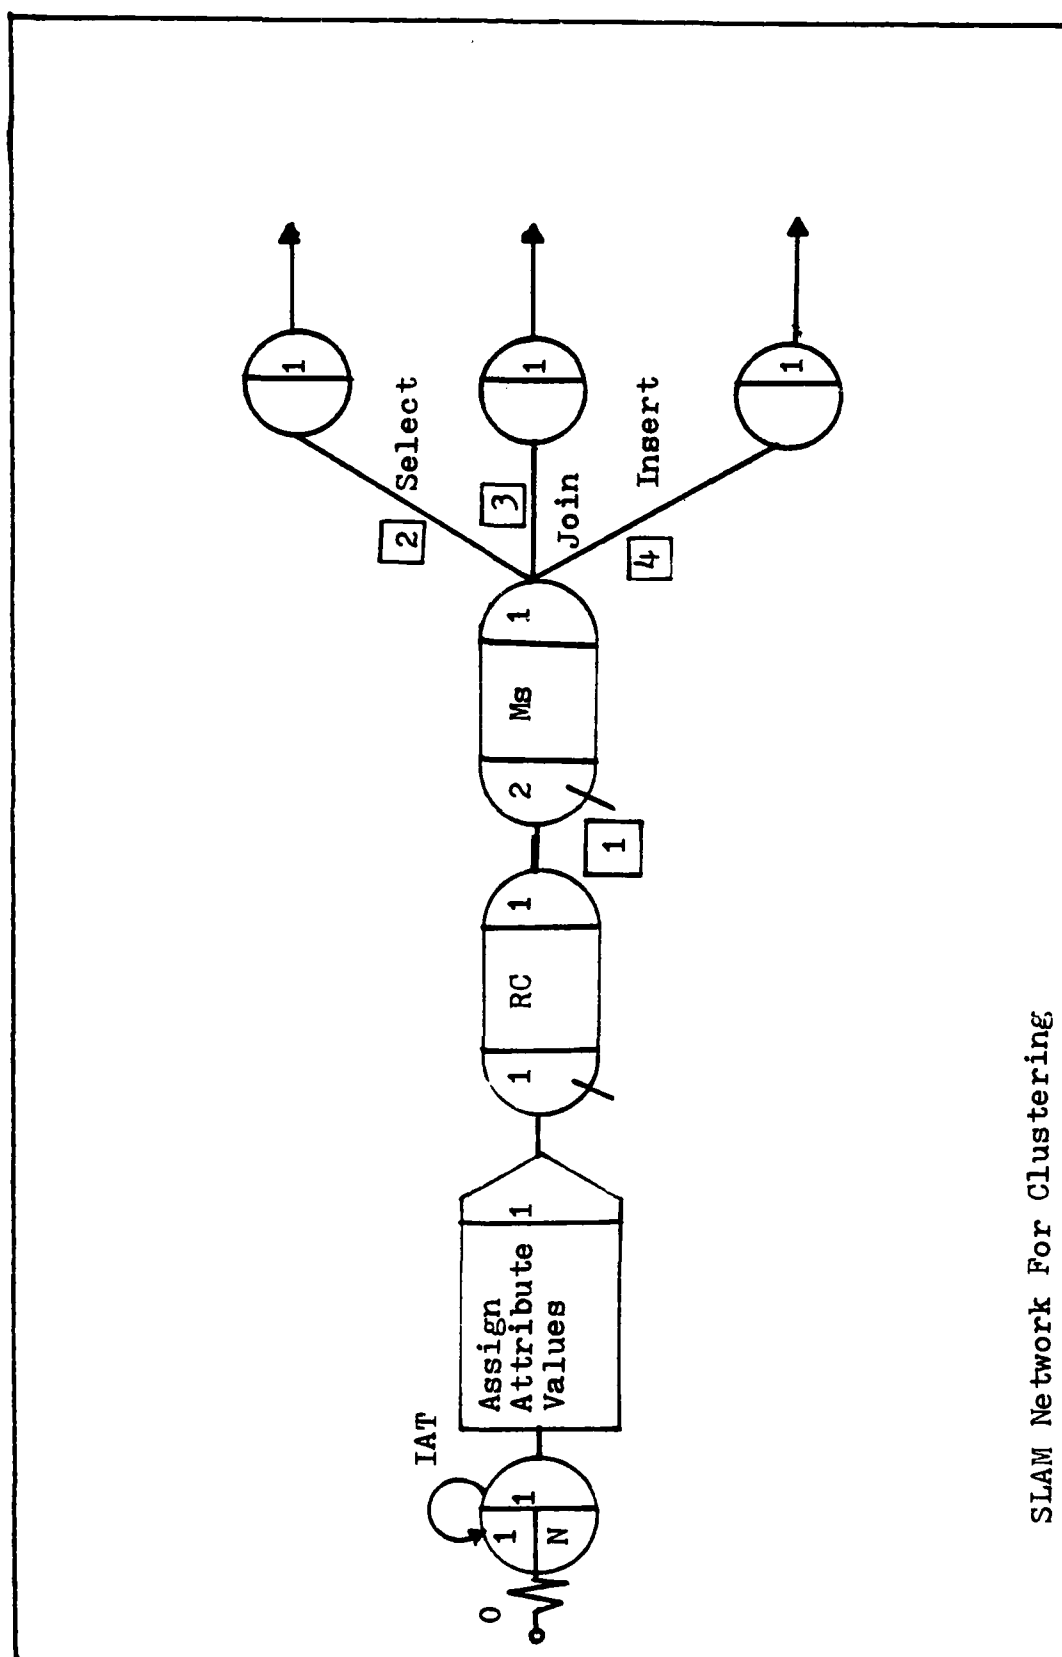 0
IAT
1
N
1
Assign
Attribute
Values
1
1
RC
1
1
2
Ms
1
2
Select
1
3
Join
1
4
Insert
1
SLAM Network For Clustering